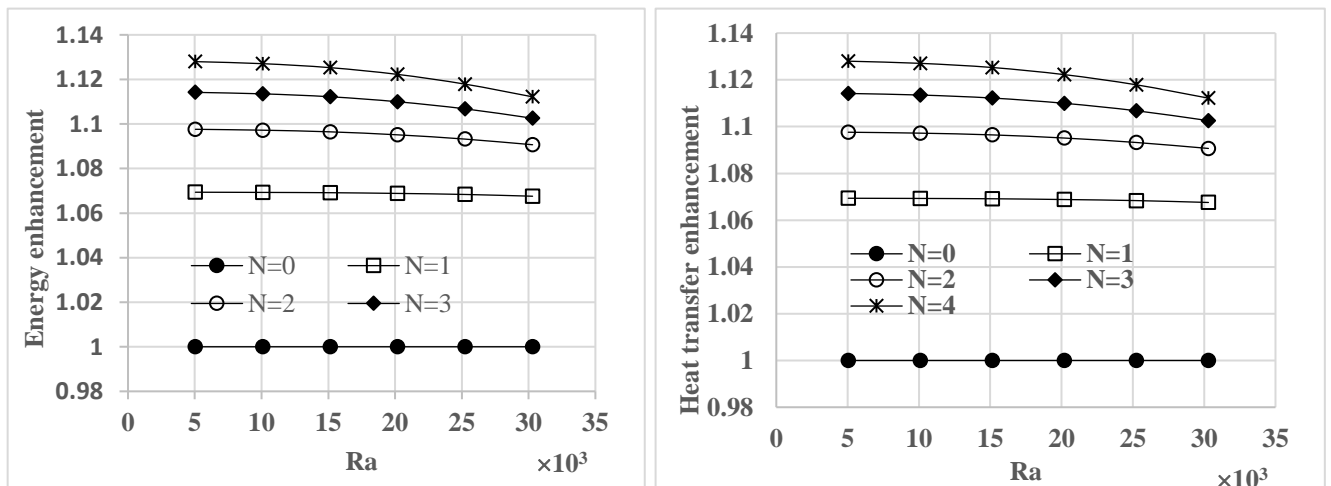 Energy enhancement
1.14
1.12
1.1
1.08
1.06
1.04
1.02
1
0.98
N=0 N=1
N=2 N=3
0 5 10 15 20 25 30 35
Ra ×10³
Heat transfer enhancement
1.14
1.12
1.1
1.08
1.06
1.04
1.02
1
0.98
N=0 N=1
N=2 N=3
N=4
0 5 10 15 20 25 30 35
Ra ×10³